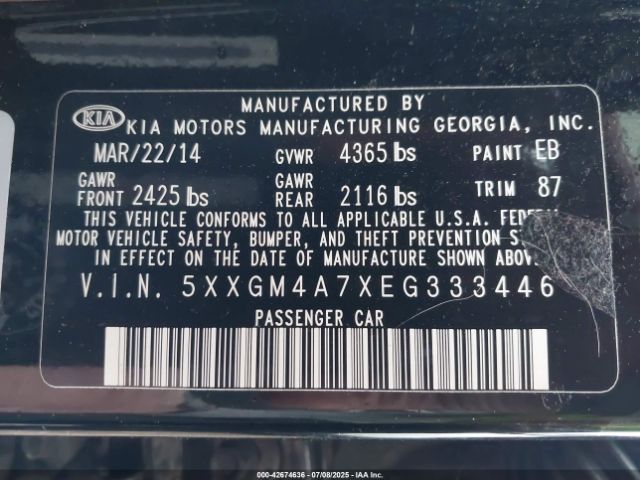 MANUFACTURED BY
KIA KIA MOTORS MANUFACTURING GEORGIA, INC.
MAR/22/14 GVWR 4365 lbs PAINT EB
GAWR FRONT 2425 lbs GAWR REAR 2116 lbs TRIM 87
THIS VEHICLE CONFORMS TO ALL APPLICABLE U.S.A.
MOTOR VEHICLE SAFETY, BUMPER, AND THEFT PREVENTION
IN EFFECT ON THE DATE OF MANUFACTURE SHOWN ABOVE.
V.I.N. 5XXGM4A7XEG333446
PASSENGER CAR
000-42674636 - 07/08/2025 - IAA Inc.